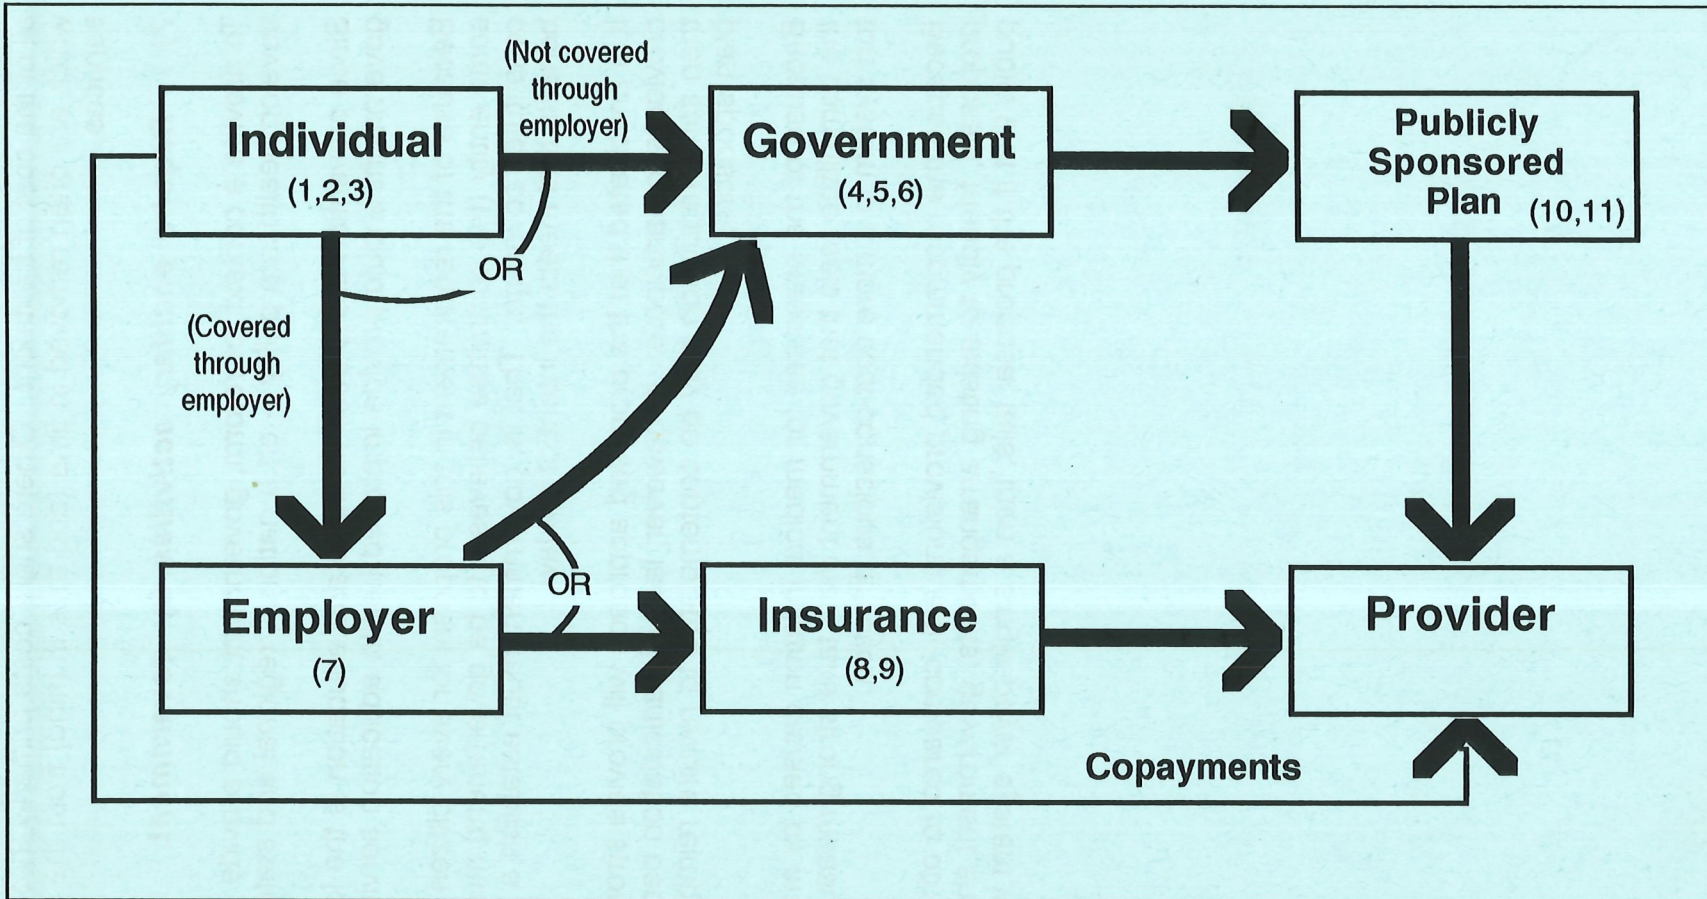 (Not covered
through
employer)
Individual
(1,2,3)
Government
(4,5,6)
Publicly
Sponsored
Plan (10,11)
OR
(Covered
through
employer)
OR
Employer
(7)
Insurance
(8,9)
Provider
Copayments